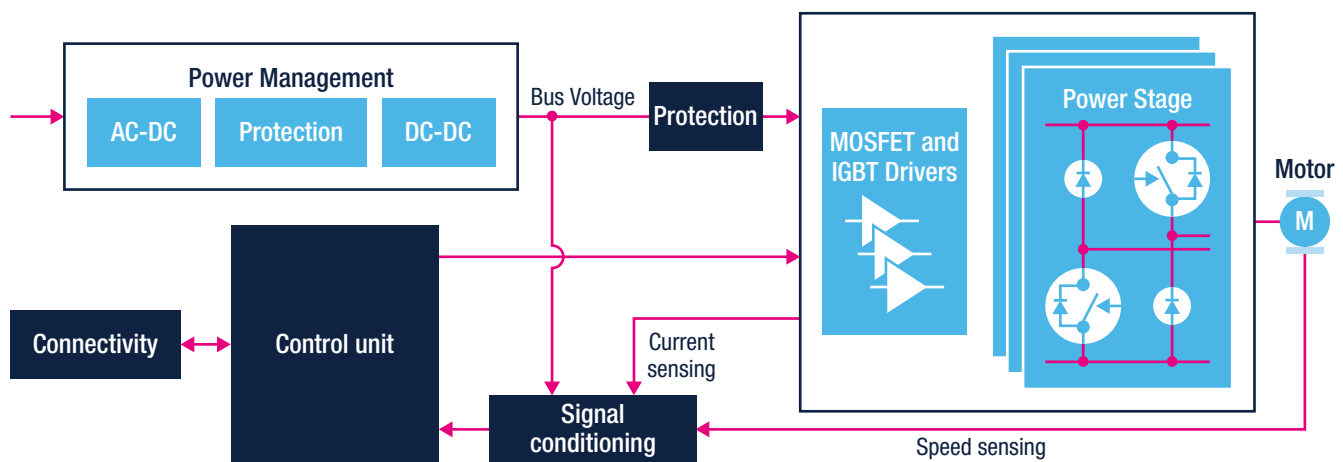 Power Management
AC-DC
Protection
DC-DC
Bus Voltage
Protection
MOSFET and
IGBT Drivers
Power Stage
Motor
M
Connectivity
Control unit
Current
sensing
Signal
conditioning
Speed sensing